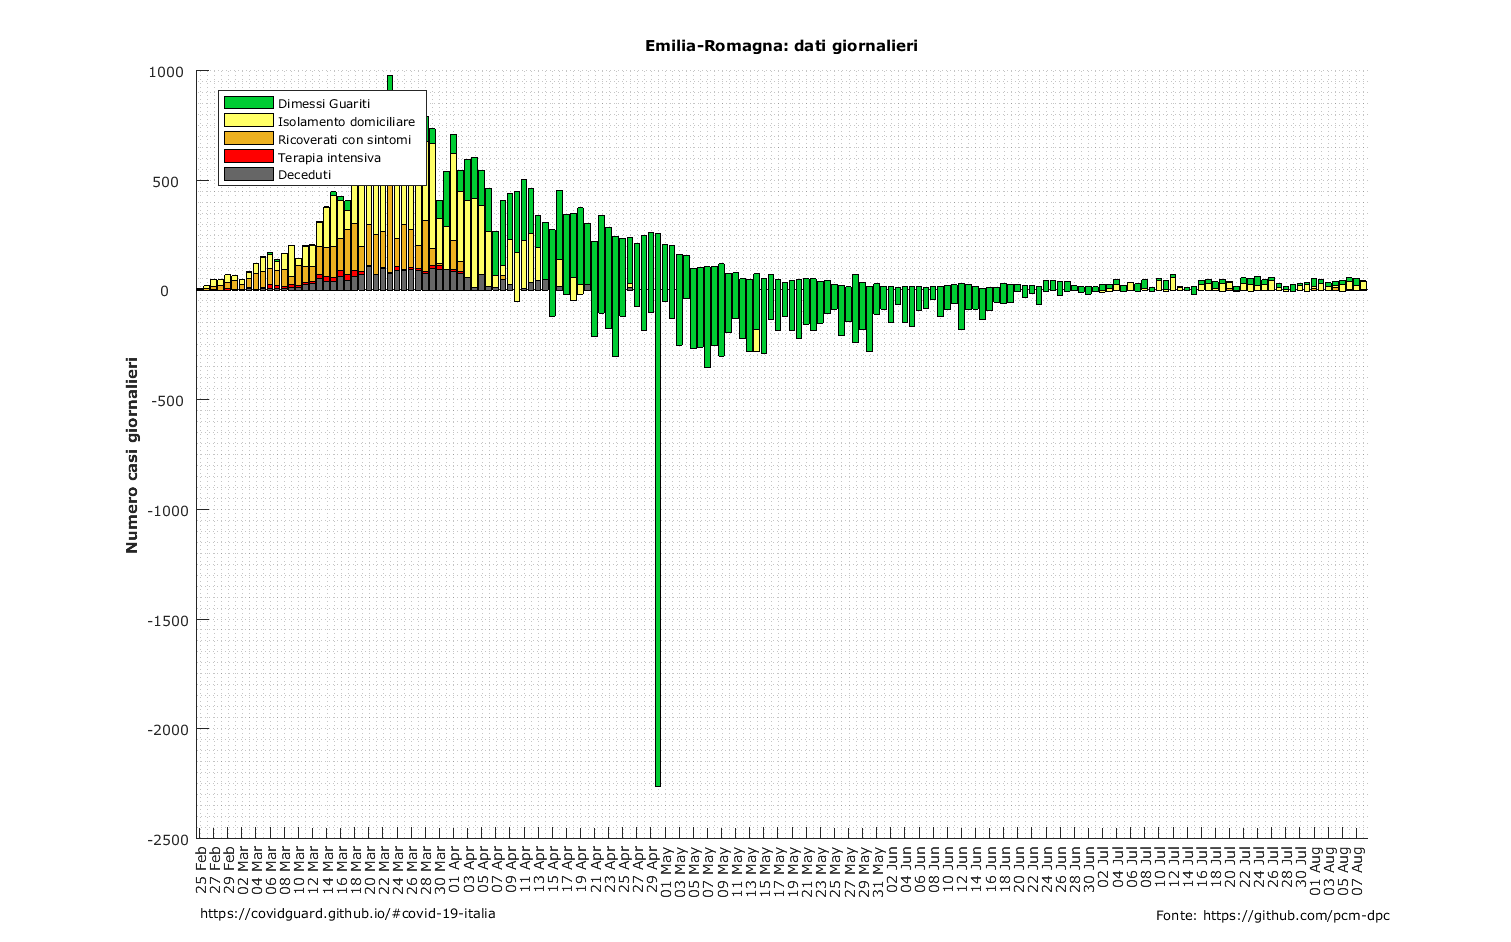 Emilia-Romagna: dati giornalieri
1000
500
0
-500
-1000
-1500
-2000
-2500
Numero casi giornalieri
Dimessi Guariti
Isolamento domiciliare
Ricoverati con sintomi
Terapia intensiva
Deceduti
25 Feb
27 Feb
29 Feb
02 Mar
04 Mar
06 Mar
08 Mar
10 Mar
12 Mar
14 Mar
16 Mar
18 Mar
20 Mar
22 Mar
24 Mar
26 Mar
28 Mar
30 Mar
01 Apr
03 Apr
05 Apr
07 Apr
09 Apr
11 Apr
13 Apr
15 Apr
17 Apr
19 Apr
21 Apr
23 Apr
25 Apr
27 Apr
29 Apr
01 May
03 May
05 May
07 May
09 May
11 May
13 May
15 May
17 May
19 May
21 May
23 May
25 May
27 May
29 May
31 May
02 Jun
04 Jun
06 Jun
08 Jun
10 Jun
12 Jun
14 Jun
16 Jun
18 Jun
20 Jun
22 Jun
24 Jun
26 Jun
28 Jun
30 Jun
02 Jul
04 Jul
06 Jul
08 Jul
10 Jul
12 Jul
14 Jul
16 Jul
18 Jul
20 Jul
22 Jul
24 Jul
26 Jul
28 Jul
30 Jul
01 Aug
03 Aug
05 Aug
07 Aug
https://covidguard.github.io/#covid-19-italia
Fonte: https://github.com/pcm-dpc